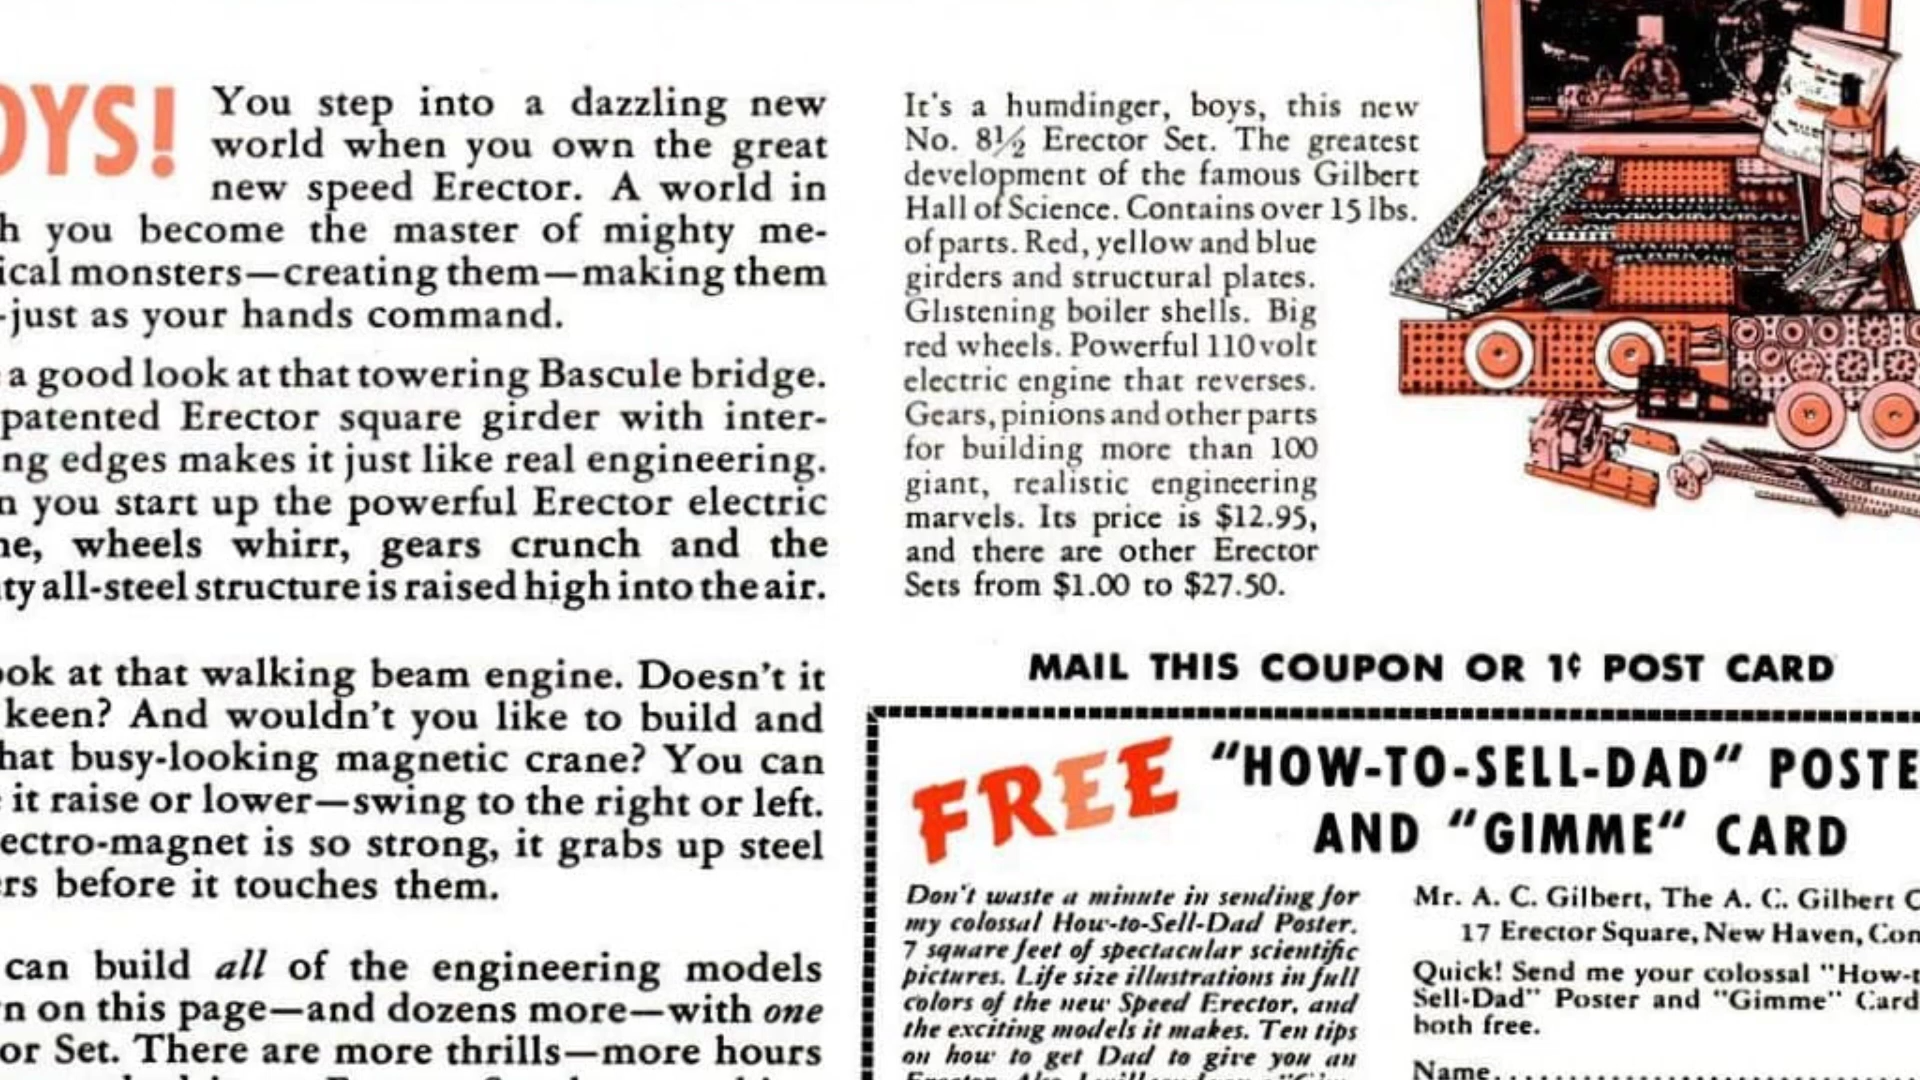 OYS!
You step into a dazzling new
world when you own the great
new speed Erector. A world in
h you become the master of mighty me-
ical monsters—creating them—making them
-just as your hands command.
a good look at that towering Bascule bridge.
patented Erector square girder with inter-
ng edges makes it just like real engineering.
n you start up the powerful Erector electric
ne, wheels whirr, gears crunch and the
ty all-steel structure is raised high into the air.
ook at that walking beam engine. Doesn't it
keen? And wouldn't you like to build and
hat busy-looking magnetic crane? You can
it raise or lower—swing to the right or left.
ectro-magnet is so strong, it grabs up steel
rs before it touches them.
can build all of the engineering models
n on this page—and dozens more—with one
or Set. There are more thrills—more hours
It's a humdinger, boys, this new
No. 8½ Erector Set. The greatest
development of the famous Gilbert
Hall of Science. Contains over 15 lbs.
of parts. Red, yellow and blue
girders and structural plates.
Glistening boiler shells. Big
red wheels. Powerful 110 volt
electric engine that reverses.
Gears, pinions and other parts
for building more than 100
giant, realistic engineering
marvels. Its price is $12.95,
and there are other Erector
Sets from $1.00 to $27.50.
MAIL THIS COUPON OR 1¢ POST CARD
FREE "HOW-TO-SELL-DAD" POSTE
AND "GIMME" CARD
Don't waste a minute in sending for
my colossal How-to-Sell-Dad Poster.
7 square feet of spectacular scientific
pictures. Life size illustrations in full
colors of the new Speed Erector, and
the exciting models it makes. Ten tips
on how to get Dad to give you an
Mr. A. C. Gilbert, The A. C. Gilbert C
17 Erector Square, New Haven, Con
Quick! Send me your colossal "How-t
Sell-Dad" Poster and "Gimme" Card
both free.
Name